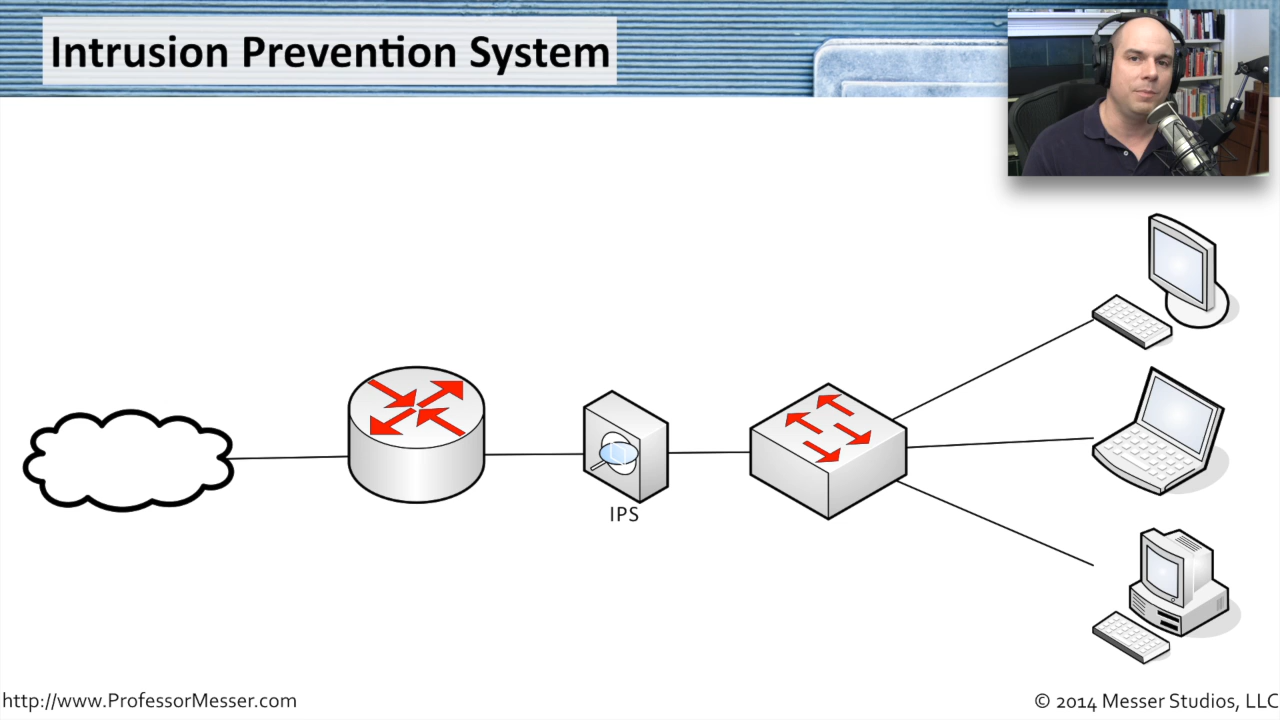 Intrusion Prevention System
IPS
http://www.ProfessorMesser.com
© 2014 Messer Studios, LLC